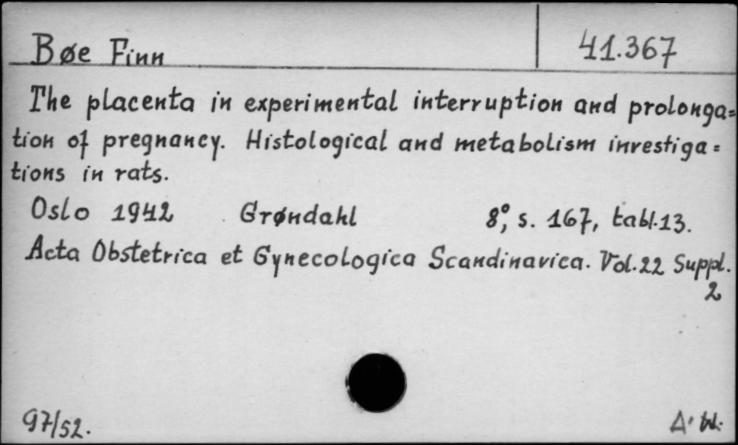 Bøe Finn 41.367
The placenta in experimental interruption and prolonga=
tion of pregnancy. Histological and metabolism investiga=
tions in rats.
Oslo 1942 Grøndahl 8°, s. 167, tabl.13.
Acta Obstetrica et Gynecologica Scandinavica. Vol.22 Suppl.
2
97/52. A. W.